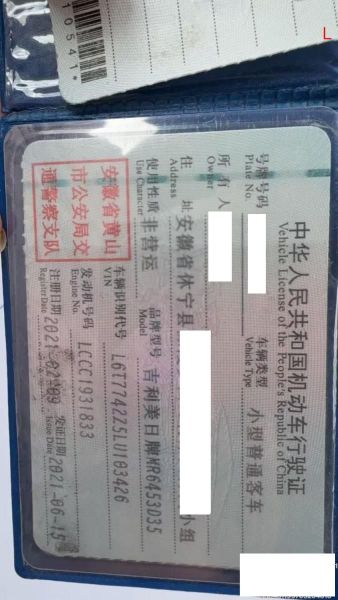 10541*
中华人民共和国机动车行驶证
Vehicle License of the People's Republic of China
号牌号码
Plate No.
车辆类型 小型普通客车
Vehicle Type
所有人
Owner
住址 安徽省休宁县
小组
Address
使用性质 非营运
Use Character
品牌型号 吉利美日牌MR6453D35
Model
安徽省黄山
市公安局交
通警察支队
车辆识别代号 L6T7742Z5LU103426
VIN
发动机号码 LCCC1931833
Engine No.
注册日期 2021-02-09
Register Date
发证日期 2021-06-15
Issue Date
L